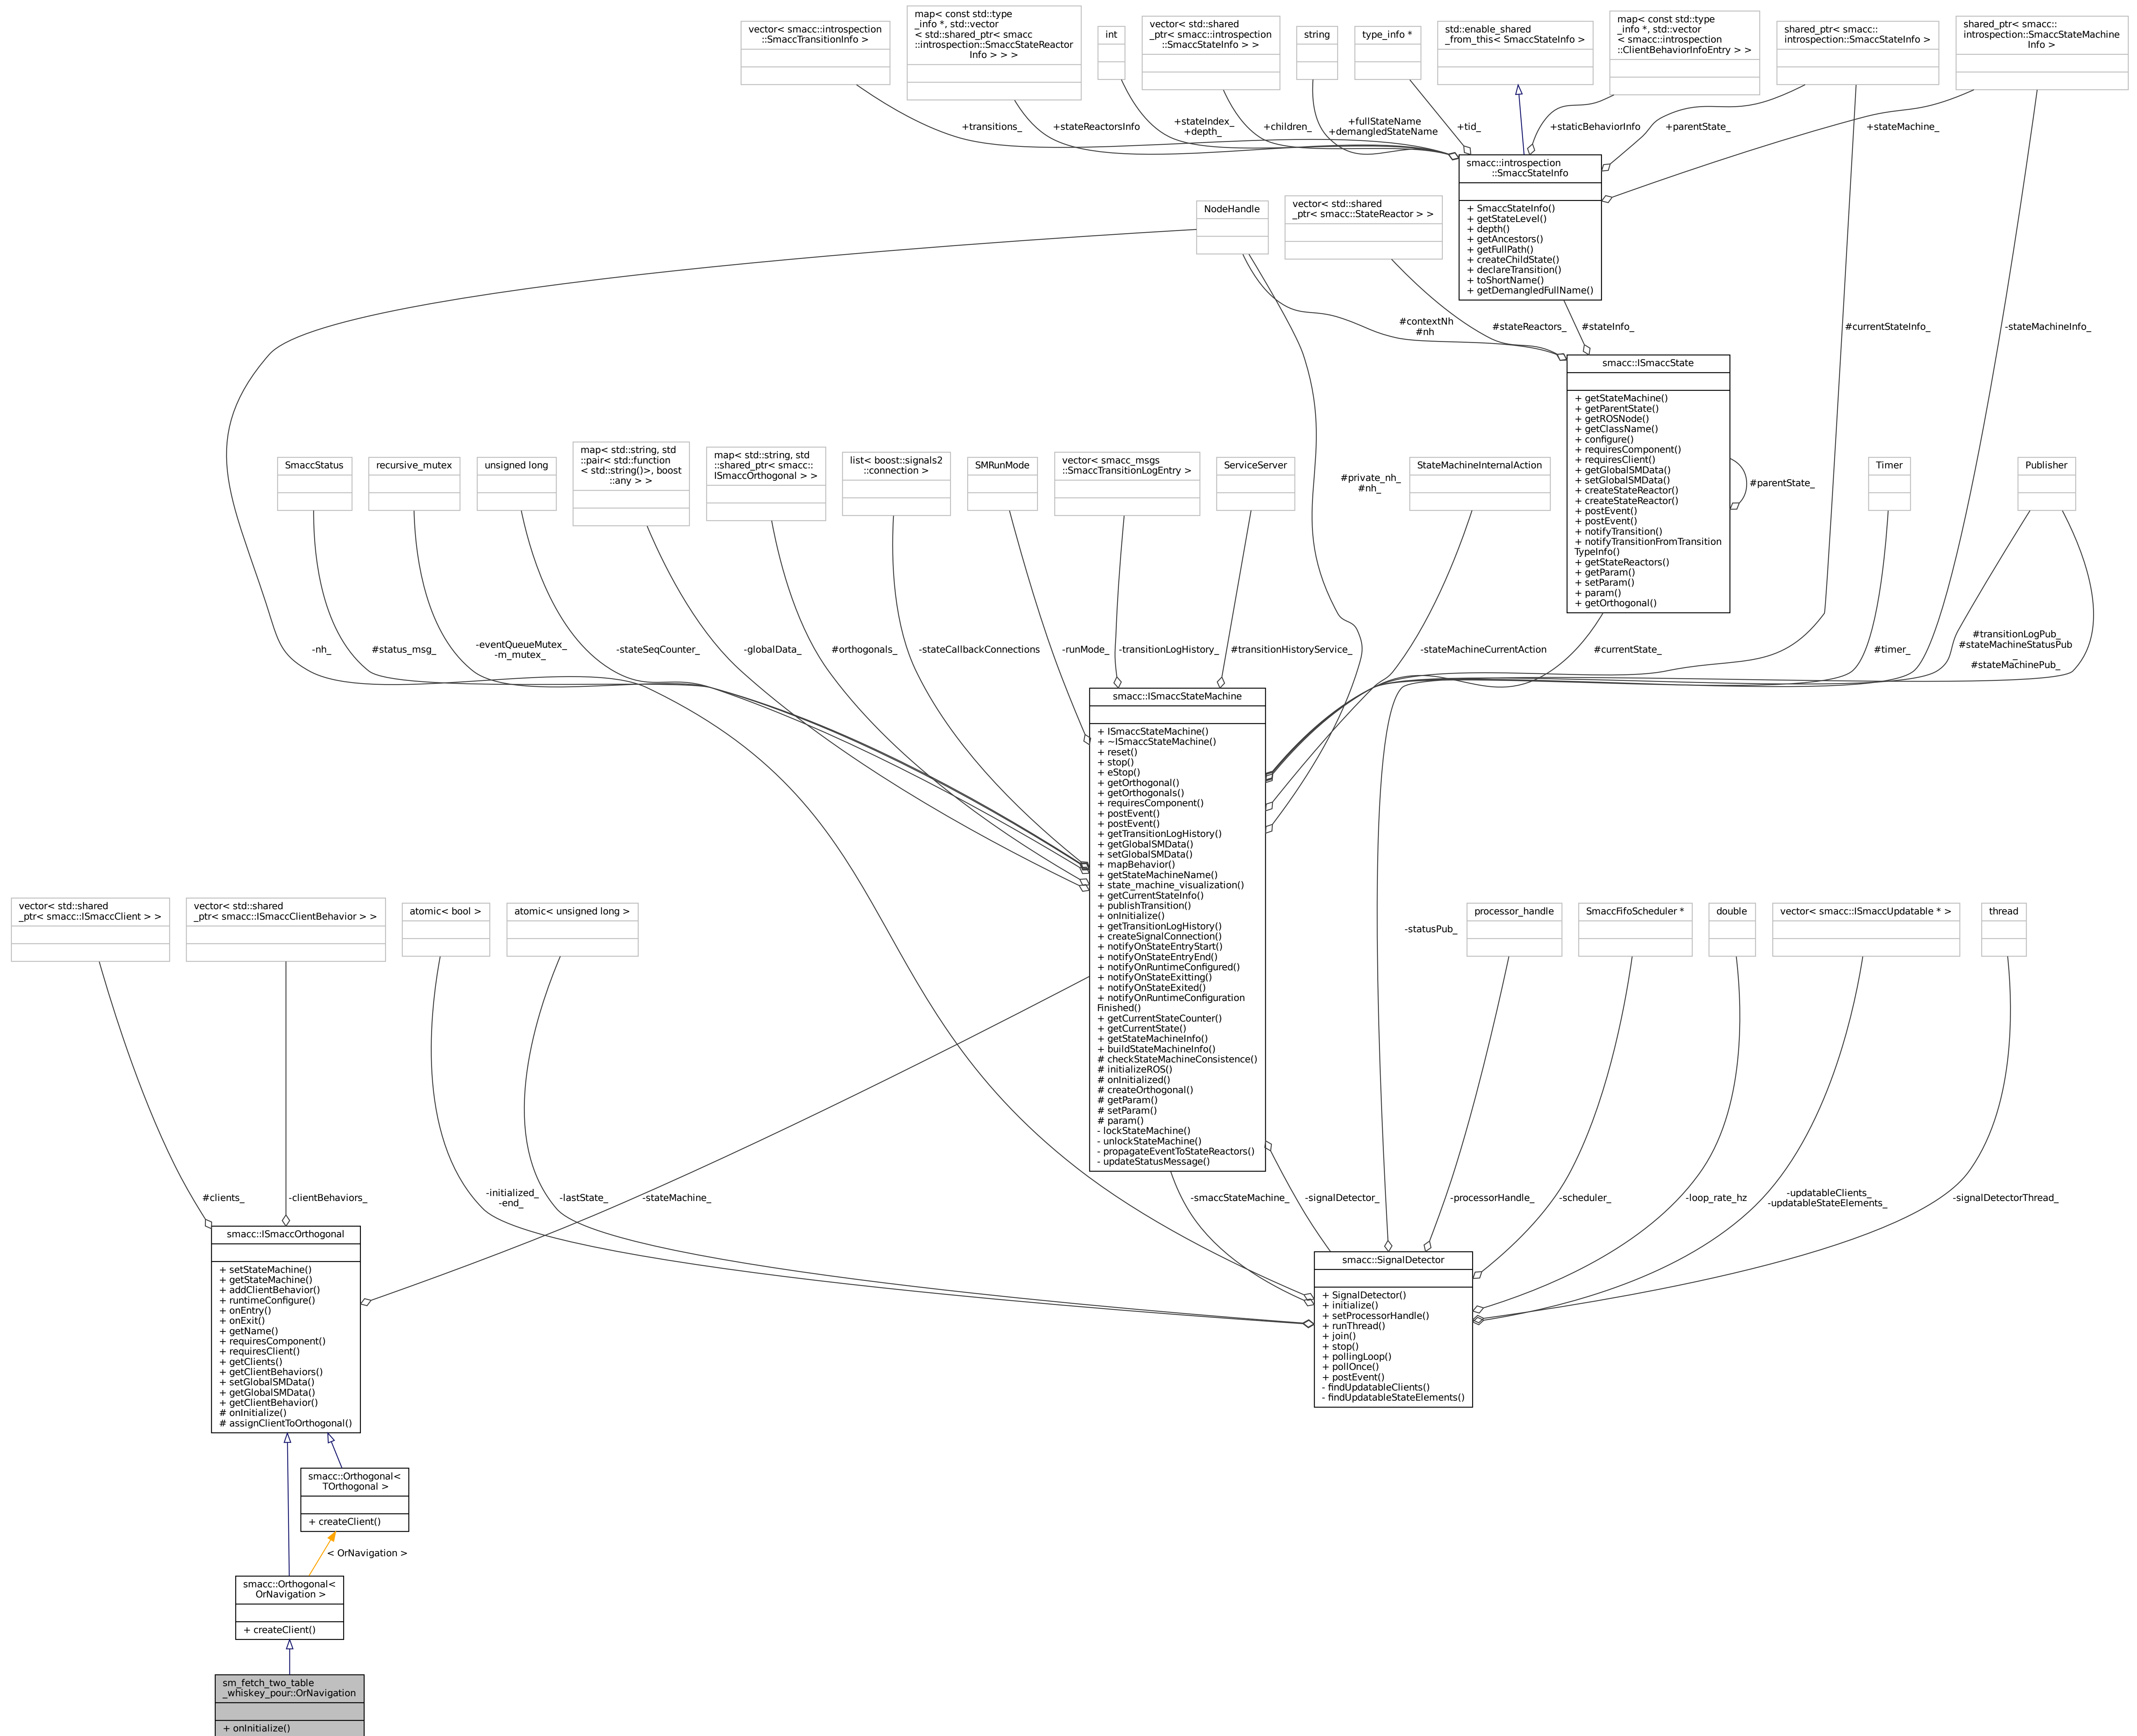 vector< smacc::introspection
::SmaccTransitionInfo >
map< const std::type
_info *, std::vector
< std::shared_ptr< smacc
::introspection::SmaccStateReactor
Info > > >
int
vector< std::shared
_ptr< smacc::introspection
::SmaccStateInfo > >
string
type_info *
std::enable_shared
_from_this< SmaccStateInfo >
map< const std::type
_info *, std::vector
< smacc::introspection
::ClientBehaviorInfoEntry > >
shared_ptr< smacc::
introspection::SmaccStateInfo >
shared_ptr< smacc::
introspection::SmaccStateMachine
Info >
+transitions_
+stateReactorsInfo
+stateIndex_
+depth_
+children_
+fullStateName
+demangledStateName
+tid_
+staticBehaviorInfo
+parentState_
+stateMachine_
smacc::introspection
::SmaccStateInfo
+ SmaccStateInfo()
+ getStateLevel()
+ depth()
+ getAncestors()
+ getFullPath()
+ createChildState()
+ declareTransition()
+ toShortName()
+ getDemangledFullName()
NodeHandle
vector< std::shared
_ptr< smacc::StateReactor > >
#contextNh
#nh
#stateReactors_
#stateInfo_
#currentStateInfo_
-stateMachineInfo_
smacc::ISmaccState
+ getStateMachine()
+ getParentState()
+ getROSNode()
+ getClassName()
+ configure()
+ requiresComponent()
+ requiresClient()
+ getGlobalSMData()
+ setGlobalSMData()
+ createStateReactor()
+ createStateReactor()
+ postEvent()
+ postEvent()
+ notifyTransition()
+ notifyTransitionFromTransition
TypeInfo()
+ getStateReactors()
+ getParam()
+ setParam()
+ param()
+ getOrthogonal()
#parentState_
SmaccStatus
recursive_mutex
unsigned long
map< std::string, std
::pair< std::function
< std::string()>, boost
::any > >
map< std::string, std
::shared_ptr< smacc::
ISmaccOrthogonal > >
list< boost::signals2
::connection >
SMRunMode
vector< smacc_msgs
::SmaccTransitionLogEntry >
ServiceServer
#private_nh_
#nh_
StateMachineInternalAction
Timer
Publisher
-nh_
#status_msg_
-eventQueueMutex_
-m_mutex_
-stateSeqCounter_
-globalData_
#orthogonals_
-stateCallbackConnections
-runMode_
-transitionLogHistory_
#transitionHistoryService_
-stateMachineCurrentAction
#currentState_
#timer_
#transitionLogPub_
#stateMachineStatusPub
_
#stateMachinePub_
smacc::ISmaccStateMachine
+ ISmaccStateMachine()
+ ~ISmaccStateMachine()
+ reset()
+ stop()
+ eStop()
+ getOrthogonal()
+ getOrthogonals()
+ requiresComponent()
+ postEvent()
+ postEvent()
+ getTransitionLogHistory()
+ getGlobalSMData()
+ setGlobalSMData()
+ mapBehavior()
+ getStateMachineName()
+ state_machine_visualization()
+ getCurrentStateInfo()
+ publishTransition()
+ onInitialize()
+ getTransitionLogHistory()
+ createSignalConnection()
+ notifyOnStateEntryStart()
+ notifyOnStateEntryEnd()
+ notifyOnRuntimeConfigured()
+ notifyOnStateExitting()
+ notifyOnStateExited()
+ notifyOnRuntimeConfiguration
Finished()
+ getCurrentStateCounter()
+ getCurrentState()
+ getStateMachineInfo()
+ buildStateMachineInfo()
# checkStateMachineConsistence()
# initializeROS()
# onInitialized()
# createOrthogonal()
# getParam()
# setParam()
# param()
- lockStateMachine()
- unlockStateMachine()
- propagateEventToStateReactors()
- updateStatusMessage()
vector< std::shared
_ptr< smacc::ISmaccClient > >
vector< std::shared
_ptr< smacc::ISmaccClientBehavior > >
atomic< bool >
atomic< unsigned long >
-statusPub_
processor_handle
SmaccFifoScheduler *
double
vector< smacc::ISmaccUpdatable * >
thread
#clients_
-clientBehaviors_
-initialized_
-end_
-lastState_
-stateMachine_
-smaccStateMachine_
-signalDetector_
-processorHandle_
-scheduler_
-loop_rate_hz
-updatableClients_
-updatableStateElements_
-signalDetectorThread_
smacc::ISmaccOrthogonal
+ setStateMachine()
+ getStateMachine()
+ addClientBehavior()
+ runtimeConfigure()
+ onEntry()
+ onExit()
+ getName()
+ requiresComponent()
+ requiresClient()
+ getClients()
+ getClientBehaviors()
+ setGlobalSMData()
+ getGlobalSMData()
+ getClientBehavior()
# onInitialize()
# assignClientToOrthogonal()
smacc::SignalDetector
+ SignalDetector()
+ initialize()
+ setProcessorHandle()
+ runThread()
+ join()
+ stop()
+ pollingLoop()
+ pollOnce()
+ postEvent()
- findUpdatableClients()
- findUpdatableStateElements()
smacc::Orthogonal<
TOrthogonal >
+ createClient()
< OrNavigation >
smacc::Orthogonal<
OrNavigation >
+ createClient()
sm_fetch_two_table
_whiskey_pour::OrNavigation
+ onInitialize()